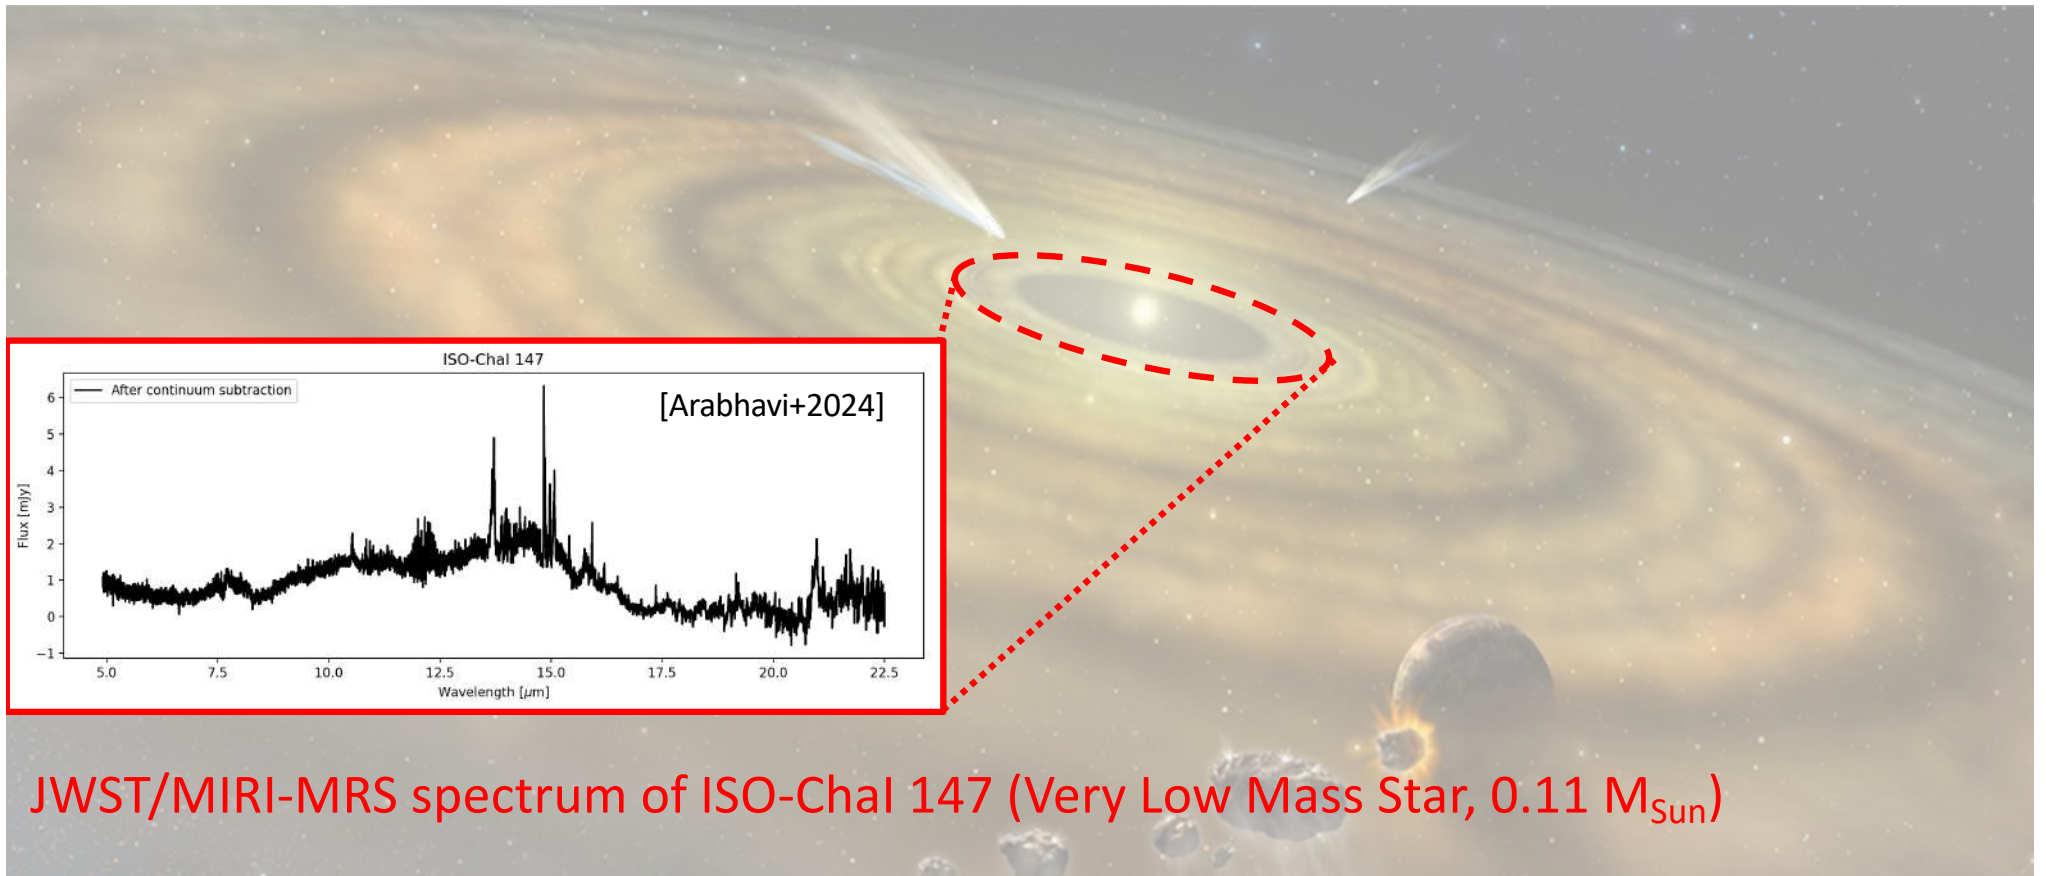 ISO-ChaI 147
After continuum subtraction
[Arabhavi+2024]
Flux [mJy]
6
5
4
3
2
1
0
−1
5.0 7.5 10.0 12.5 15.0 17.5 20.0 22.5
Wavelength [μm]
JWST/MIRI-MRS spectrum of ISO-ChaI 147 (Very Low Mass Star, 0.11 MSun)